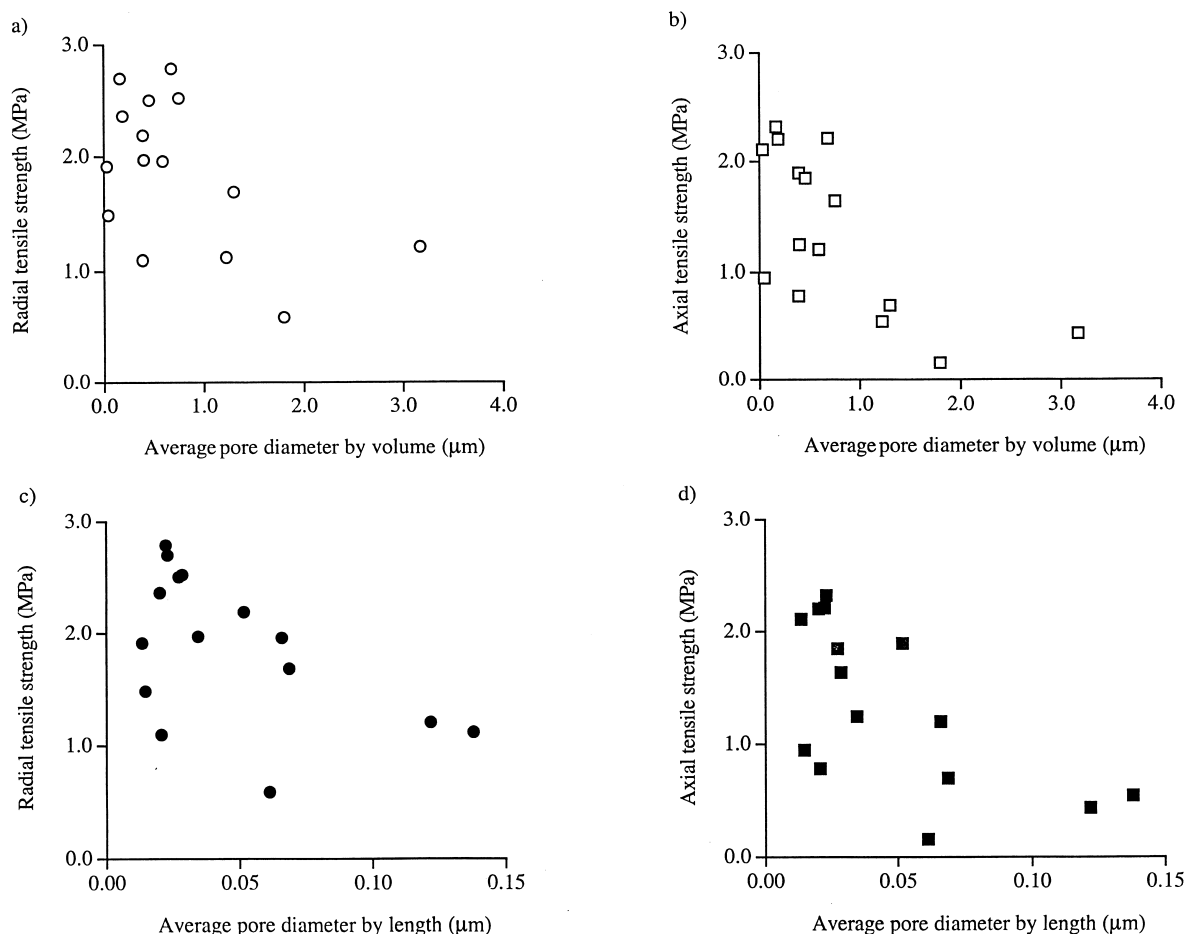 a)
3.0
2.0
1.0
0.0
0.0 1.0 2.0 3.0 4.0
Radial tensile strength (MPa)
Average pore diameter by volume (μm)
b)
3.0
2.0
1.0
0.0
0.0 1.0 2.0 3.0 4.0
Axial tensile strength (MPa)
Average pore diameter by volume (μm)
c)
3.0
2.0
1.0
0.0
0.00 0.05 0.10 0.15
Radial tensile strength (MPa)
Average pore diameter by length (μm)
d)
3.0
2.0
1.0
0.0
0.00 0.05 0.10 0.15
Axial tensile strength (MPa)
Average pore diameter by length (μm)